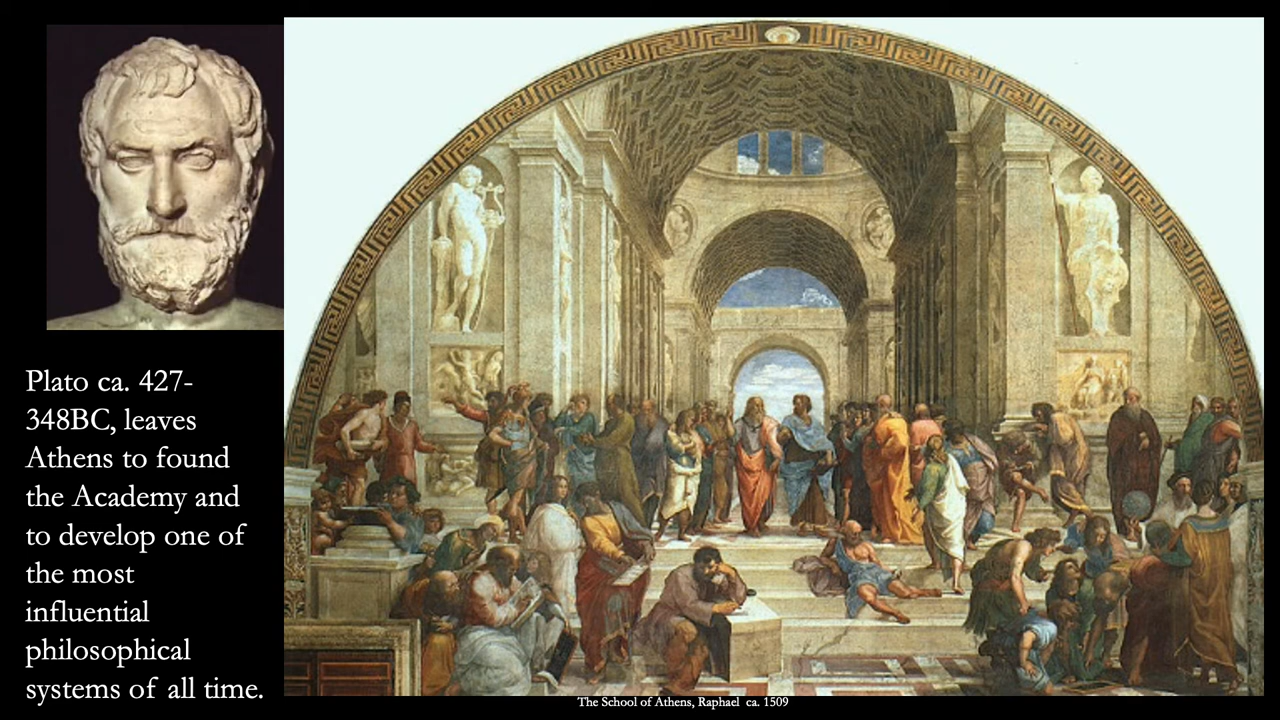 Plato ca. 427-
348BC, leaves
Athens to found
the Academy and
to develop one of
the most
influential
philosophical
systems of all time.
The School of Athens, Raphael ca. 1509